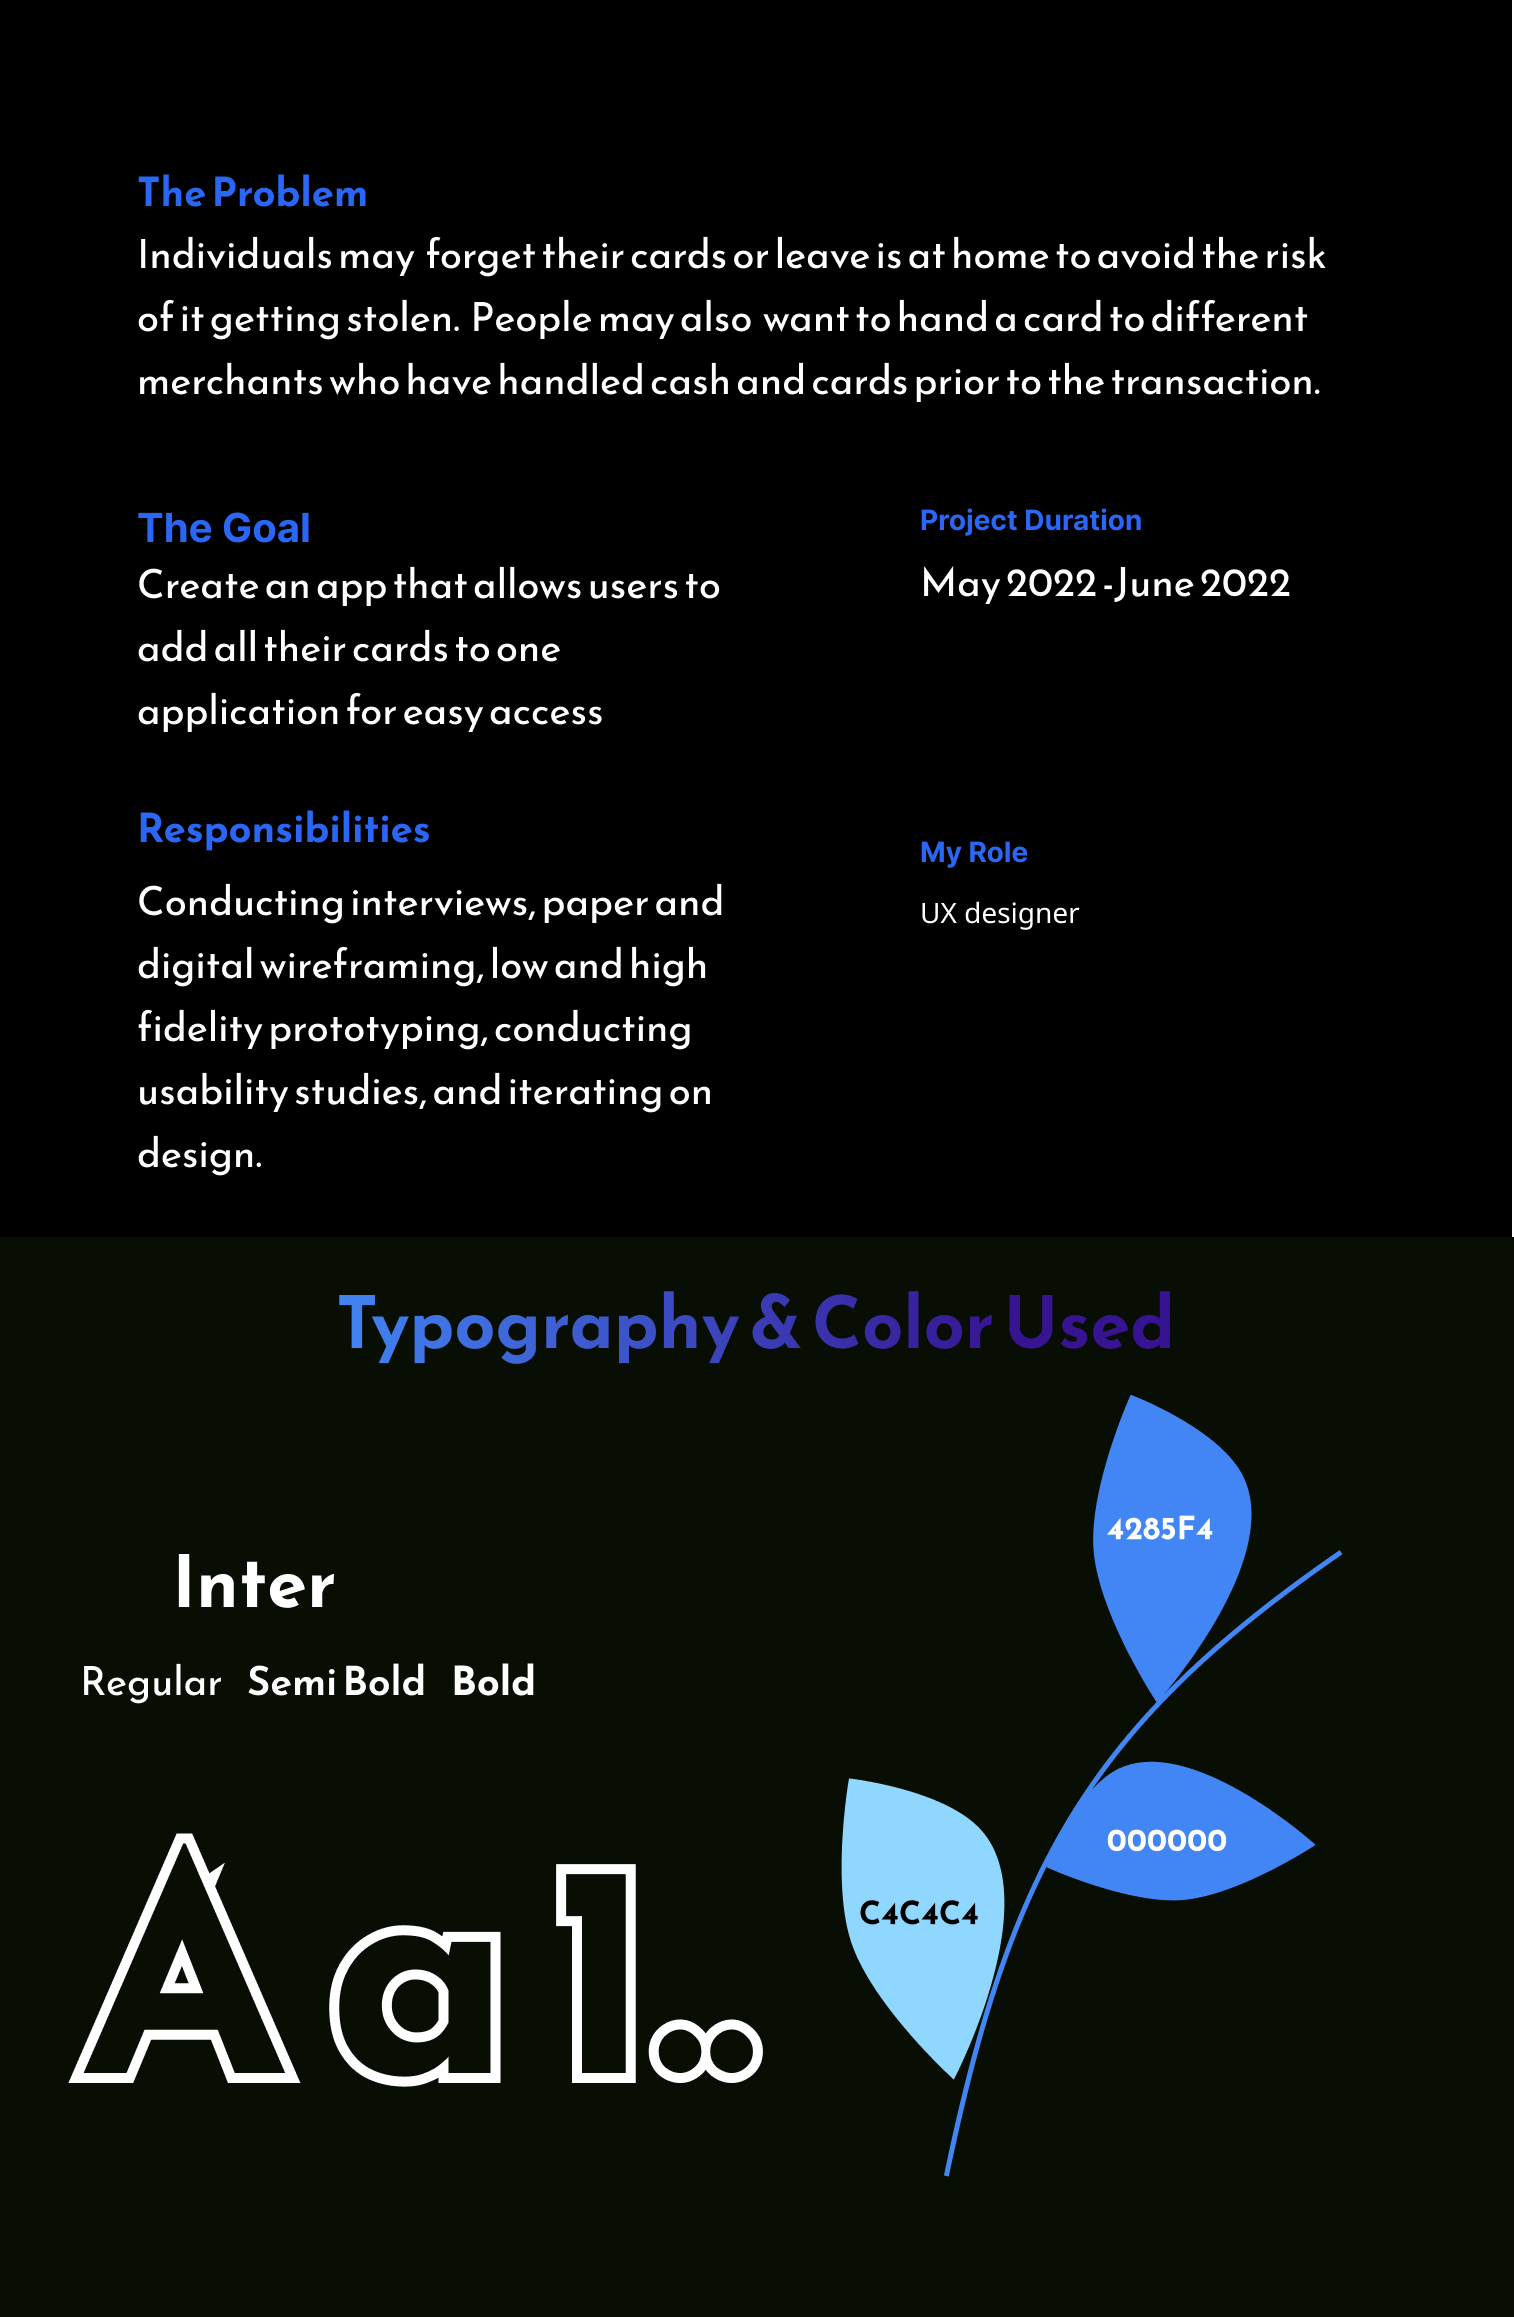 The Problem
Individuals may forget their cards or leave is at home to avoid the risk
of it getting stolen. People may also want to hand a card to different
merchants who have handled cash and cards prior to the transaction.
The Goal
Create an app that allows users to
add all their cards to one
application for easy access
Project Duration
May 2022 -June 2022
Responsibilities
Conducting interviews, paper and
digital wireframing, low and high
fidelity prototyping, conducting
usability studies, and iterating on
design.
My Role
UX designer
Typography & Color Used
Inter
Regular Semi Bold Bold
A a 1∞
4285F4
000000
C4C4C4